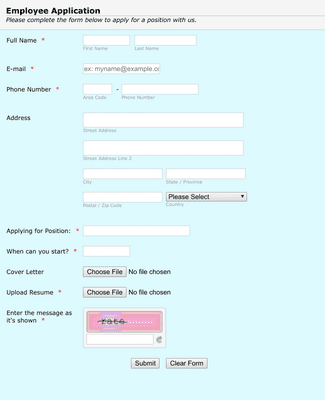 Employee Application
Please complete the form below to apply for a position with us.
Full Name *
First Name Last Name
E-mail *
ex: myname@example.co
Phone Number *
-
Area Code Phone Number
Address
Street Address
Street Address Line 2
City State / Province
Postal / Zip Code Country
Please Select
Applying for Position: *
When can you start? *
Cover Letter Choose File No file chosen
Upload Resume * Choose File No file chosen
Enter the message as
it's shown *
Submit Clear Form